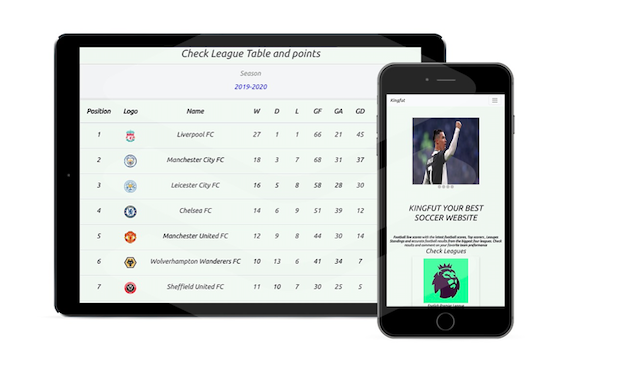 Check League Table and points
Season
2019-2020
Position Logo Name W D L GF GA GD
1 Liverpool FC 27 1 1 66 21 45
2 Manchester City FC 18 3 7 68 31 37
3 Leicester City FC 16 5 8 58 28 30
4 Chelsea FC 14 6 9 51 39 12
5 Manchester United FC 12 9 8 44 30 14
6 Wolverhampton Wanderers FC 10 13 6 41 34 7
7 Sheffield United FC 11 10 7 30 25 5
Kingfut
KINGFUT YOUR BEST
SOCCER WEBSITE
Football live scores with the latest football scores, Top scorers, Leagues
Standings and accurate football results from the biggest five leagues. Check
results and comment on your favorite team preformance
Check Leagues